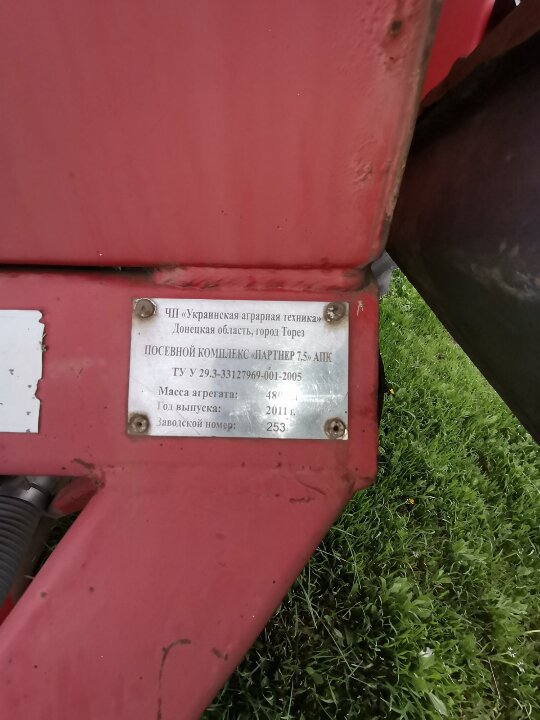 ЧП «Украинская аграрная техника»
Донецкая область, город Торез
ПОСЕВНОЙ КОМПЛЕКС «ПАРТНЕР 7,5» АПК
ТУ У 29.3-33127969-001-2005
Масса агрегата:
Год выпуска: 2011 г.
Заводской номер: 253